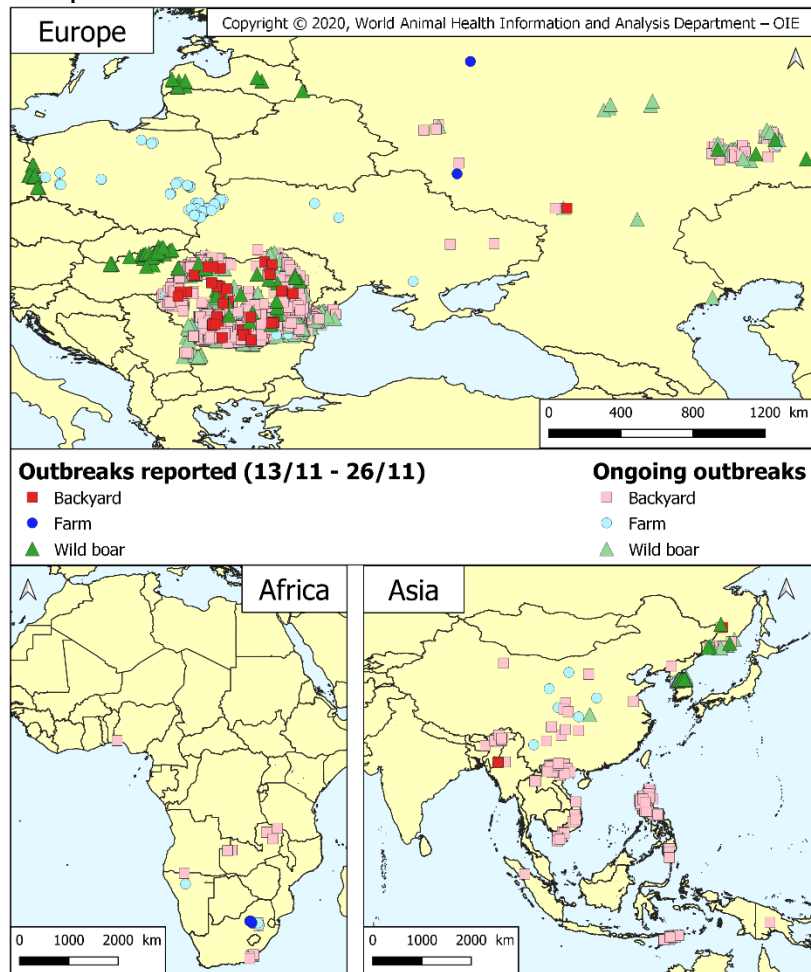 Europe
Copyright © 2020, World Animal Health Information and Analysis Department – OIE
0 400 800 1200 km
Outbreaks reported (13/11 - 26/11)
Backyard
Farm
Wild boar
Ongoing outbreaks
Backyard
Farm
Wild boar
Africa
0 1000 2000 km
Asia
0 1000 2000 km